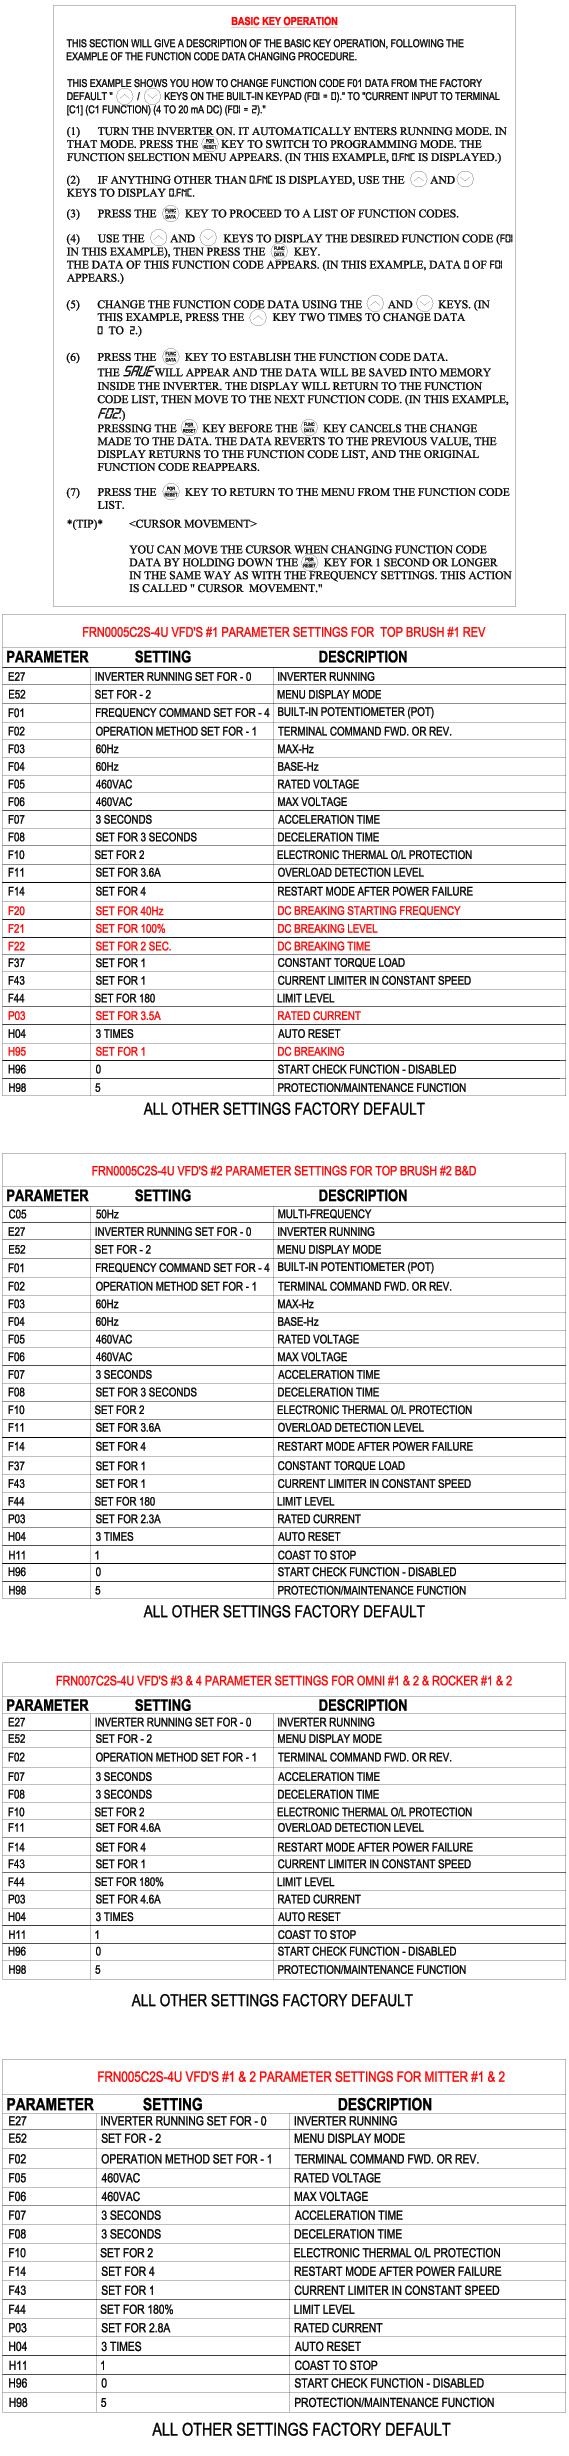 BASIC KEY OPERATION
THIS SECTION WILL GIVE A DESCRIPTION OF THE BASIC KEY OPERATION, FOLLOWING THE
EXAMPLE OF THE FUNCTION CODE DATA CHANGING PROCEDURE.
THIS EXAMPLE SHOWS YOU HOW TO CHANGE FUNCTION CODE F01 DATA FROM THE FACTORY
DEFAULT " / KEYS ON THE BUILT-IN KEYPAD (F01 = 0)." TO "CURRENT INPUT TO TERMINAL
[C1] (C1 FUNCTION) (4 TO 20 mA DC) (F01 = 2)."
(1) TURN THE INVERTER ON. IT AUTOMATICALLY ENTERS RUNNING MODE. IN
THAT MODE. PRESS THE PRG RESET KEY TO SWITCH TO PROGRAMMING MODE. THE
FUNCTION SELECTION MENU APPEARS. (IN THIS EXAMPLE, 0.FNC IS DISPLAYED.)
(2) IF ANYTHING OTHER THAN 0.FNC IS DISPLAYED, USE THE AND
KEYS TO DISPLAY 0.FNC.
(3) PRESS THE FUNC DATA KEY TO PROCEED TO A LIST OF FUNCTION CODES.
(4) USE THE AND KEYS TO DISPLAY THE DESIRED FUNCTION CODE (F01
IN THIS EXAMPLE), THEN PRESS THE FUNC DATA KEY.
THE DATA OF THIS FUNCTION CODE APPEARS. (IN THIS EXAMPLE, DATA 0 OF F01
APPEARS.)
(5) CHANGE THE FUNCTION CODE DATA USING THE AND KEYS. (IN
THIS EXAMPLE, PRESS THE KEY TWO TIMES TO CHANGE DATA
0 TO 2.)
(6) PRESS THE FUNC DATA KEY TO ESTABLISH THE FUNCTION CODE DATA.
THE SAVE WILL APPEAR AND THE DATA WILL BE SAVED INTO MEMORY
INSIDE THE INVERTER. THE DISPLAY WILL RETURN TO THE FUNCTION
CODE LIST, THEN MOVE TO THE NEXT FUNCTION CODE. (IN THIS EXAMPLE,
F02.)
PRESSING THE PRG RESET KEY BEFORE THE FUNC DATA KEY CANCELS THE CHANGE
MADE TO THE DATA. THE DATA REVERTS TO THE PREVIOUS VALUE, THE
DISPLAY RETURNS TO THE FUNCTION CODE LIST, AND THE ORIGINAL
FUNCTION CODE REAPPEARS.
(7) PRESS THE PRG RESET KEY TO RETURN TO THE MENU FROM THE FUNCTION CODE
LIST.
*(TIP)* <CURSOR MOVEMENT>
YOU CAN MOVE THE CURSOR WHEN CHANGING FUNCTION CODE
DATA BY HOLDING DOWN THE PRG RESET KEY FOR 1 SECOND OR LONGER
IN THE SAME WAY AS WITH THE FREQUENCY SETTINGS. THIS ACTION
IS CALLED " CURSOR MOVEMENT."
FRN0005C2S-4U VFD'S #1 PARAMETER SETTINGS FOR TOP BRUSH #1 REV
PARAMETER SETTING DESCRIPTION
E27 INVERTER RUNNING SET FOR - 0 INVERTER RUNNING
E52 SET FOR - 2 MENU DISPLAY MODE
F01 FREQUENCY COMMAND SET FOR - 4 BUILT-IN POTENTIOMETER (POT)
F02 OPERATION METHOD SET FOR - 1 TERMINAL COMMAND FWD. OR REV.
F03 60Hz MAX-Hz
F04 60Hz BASE-Hz
F05 460VAC RATED VOLTAGE
F06 460VAC MAX VOLTAGE
F07 3 SECONDS ACCELERATION TIME
F08 SET FOR 3 SECONDS DECELERATION TIME
F10 SET FOR 2 ELECTRONIC THERMAL O/L PROTECTION
F11 SET FOR 3.6A OVERLOAD DETECTION LEVEL
F14 SET FOR 4 RESTART MODE AFTER POWER FAILURE
F20 SET FOR 40Hz DC BREAKING STARTING FREQUENCY
F21 SET FOR 100% DC BREAKING LEVEL
F22 SET FOR 2 SEC. DC BREAKING TIME
F37 SET FOR 1 CONSTANT TORQUE LOAD
F43 SET FOR 1 CURRENT LIMITER IN CONSTANT SPEED
F44 SET FOR 180 LIMIT LEVEL
P03 SET FOR 3.5A RATED CURRENT
H04 3 TIMES AUTO RESET
H95 SET FOR 1 DC BREAKING
H96 0 START CHECK FUNCTION - DISABLED
H98 5 PROTECTION/MAINTENANCE FUNCTION
ALL OTHER SETTINGS FACTORY DEFAULT
FRN0005C2S-4U VFD'S #2 PARAMETER SETTINGS FOR TOP BRUSH #2 B&D
PARAMETER SETTING DESCRIPTION
C05 50Hz MULTI-FREQUENCY
E27 INVERTER RUNNING SET FOR - 0 INVERTER RUNNING
E52 SET FOR - 2 MENU DISPLAY MODE
F01 FREQUENCY COMMAND SET FOR - 4 BUILT-IN POTENTIOMETER (POT)
F02 OPERATION METHOD SET FOR - 1 TERMINAL COMMAND FWD. OR REV.
F03 60Hz MAX-Hz
F04 60Hz BASE-Hz
F05 460VAC RATED VOLTAGE
F06 460VAC MAX VOLTAGE
F07 3 SECONDS ACCELERATION TIME
F08 SET FOR 3 SECONDS DECELERATION TIME
F10 SET FOR 2 ELECTRONIC THERMAL O/L PROTECTION
F11 SET FOR 3.6A OVERLOAD DETECTION LEVEL
F14 SET FOR 4 RESTART MODE AFTER POWER FAILURE
F37 SET FOR 1 CONSTANT TORQUE LOAD
F43 SET FOR 1 CURRENT LIMITER IN CONSTANT SPEED
F44 SET FOR 180 LIMIT LEVEL
P03 SET FOR 2.3A RATED CURRENT
H04 3 TIMES AUTO RESET
H11 1 COAST TO STOP
H96 0 START CHECK FUNCTION - DISABLED
H98 5 PROTECTION/MAINTENANCE FUNCTION
ALL OTHER SETTINGS FACTORY DEFAULT
FRN007C2S-4U VFD'S #3 & 4 PARAMETER SETTINGS FOR OMNI #1 & 2 & ROCKER #1 & 2
PARAMETER SETTING DESCRIPTION
E27 INVERTER RUNNING SET FOR - 0 INVERTER RUNNING
E52 SET FOR - 2 MENU DISPLAY MODE
F02 OPERATION METHOD SET FOR - 1 TERMINAL COMMAND FWD. OR REV.
F07 3 SECONDS ACCELERATION TIME
F08 3 SECONDS DECELERATION TIME
F10 SET FOR 2 ELECTRONIC THERMAL O/L PROTECTION
F11 SET FOR 4.6A OVERLOAD DETECTION LEVEL
F14 SET FOR 4 RESTART MODE AFTER POWER FAILURE
F43 SET FOR 1 CURRENT LIMITER IN CONSTANT SPEED
F44 SET FOR 180% LIMIT LEVEL
P03 SET FOR 4.6A RATED CURRENT
H04 3 TIMES AUTO RESET
H11 1 COAST TO STOP
H96 0 START CHECK FUNCTION - DISABLED
H98 5 PROTECTION/MAINTENANCE FUNCTION
ALL OTHER SETTINGS FACTORY DEFAULT
FRN005C2S-4U VFD'S #1 & 2 PARAMETER SETTINGS FOR MITTER #1 & 2
PARAMETER SETTING DESCRIPTION
E27 INVERTER RUNNING SET FOR - 0 INVERTER RUNNING
E52 SET FOR - 2 MENU DISPLAY MODE
F02 OPERATION METHOD SET FOR - 1 TERMINAL COMMAND FWD. OR REV.
F05 460VAC RATED VOLTAGE
F06 460VAC MAX VOLTAGE
F07 3 SECONDS ACCELERATION TIME
F08 3 SECONDS DECELERATION TIME
F10 SET FOR 2 ELECTRONIC THERMAL O/L PROTECTION
F14 SET FOR 4 RESTART MODE AFTER POWER FAILURE
F43 SET FOR 1 CURRENT LIMITER IN CONSTANT SPEED
F44 SET FOR 180% LIMIT LEVEL
P03 SET FOR 2.8A RATED CURRENT
H04 3 TIMES AUTO RESET
H11 1 COAST TO STOP
H96 0 START CHECK FUNCTION - DISABLED
H98 5 PROTECTION/MAINTENANCE FUNCTION
ALL OTHER SETTINGS FACTORY DEFAULT